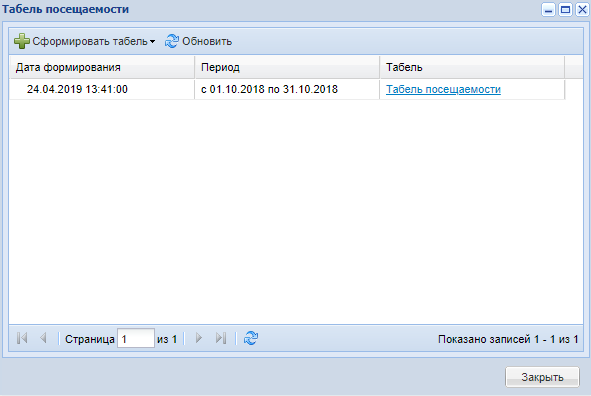 Табель посещаемости
Сформировать табель Обновить
Дата формирования Период Табель
24.04.2019 13:41:00 с 01.10.2018 по 31.10.2018 Табель посещаемости
Страница 1 из 1 Показано записей 1 - 1 из 1
Закрыть